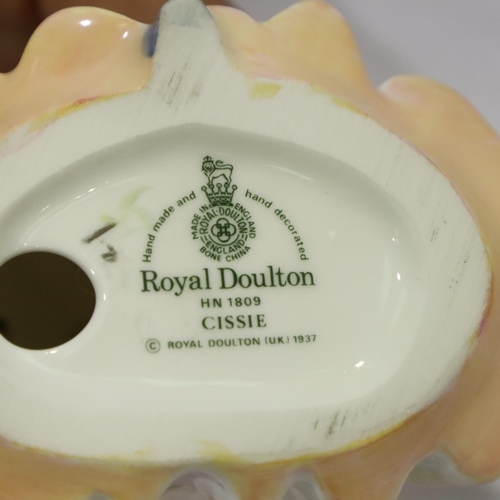 Hand made and hand decorated
MADE IN ENGLAND
ROYAL-DOULTON
ENGLAND
BONE CHINA
Royal Doulton
HN 1809
CISSIE
© ROYAL DOULTON (UK) 1937